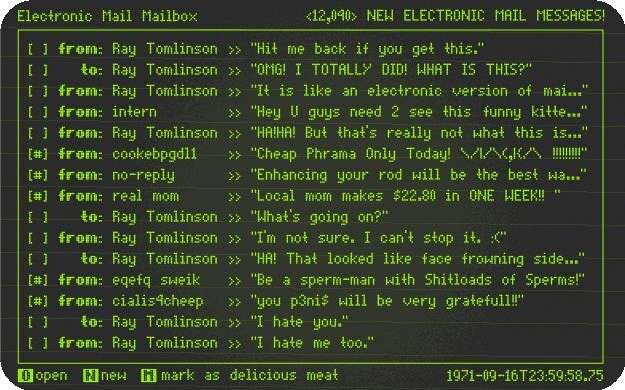 Electronic Mail Mailbox <12,040> NEW ELECTRONIC MAIL MESSAGES!
[ ] from: Ray Tomlinson >> "Hit me back if you get this."
[ ] to: Ray Tomlinson >> "OMG! I TOTALLY DID! WHAT IS THIS?"
[ ] from: Ray Tomlinson >> "It is like an electronic version of mai..."
[ ] from: intern >> "Hey U guys need 2 see this funny kitte..."
[ ] from: Ray Tomlinson >> "HA!HA! But that's really not what this is..."
[#] from: cookebpgdl1 >> "Cheap Phrama Only Today! \/I/\(,I(/\ !!!!!!!!!"
[#] from: no-reply >> "Enhancing your rod will be the best wa..."
[#] from: real mom >> "Local mom makes $22.80 in ONE WEEK!! "
[ ] to: Ray Tomlinson >> "What's going on?"
[ ] from: Ray Tomlinson >> "I'm not sure. I can't stop it. :("
[ ] to: Ray Tomlinson >> "HA! That looked like face frowning side..."
[#] from: eqefq sweik >> "Be a sperm-man with Shitloads of Sperms!"
[#] from: cialis4cheep >> "you p3ni$ will be very gratefull!!"
[ ] to: Ray Tomlinson >> "I hate you."
[ ] from: Ray Tomlinson >> "I hate me too."
O open N new M mark as delicious meat 1971-09-16T23:59:58.75